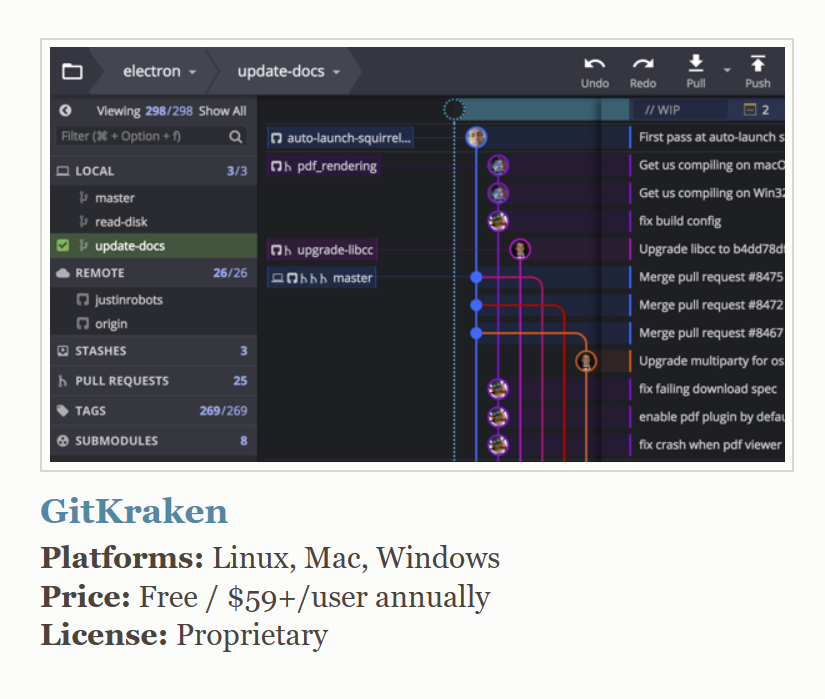 electron update-docs Undo Redo Pull Push
Viewing 298/298 Show All // WIP 2
Filter (⌘ + Option + f) auto-launch-squirrel... First pass at auto-launch s
LOCAL 3/3 pdf_rendering Get us compiling on macO
master Get us compiling on Win32
read-disk fix build config
update-docs upgrade-libcc Upgrade libcc to b4dd78df
REMOTE 26/26 master Merge pull request #8475
justinrobots Merge pull request #8472
origin Merge pull request #8467
STASHES 3 Upgrade multiparty for os
PULL REQUESTS 25 fix failing download spec
TAGS 269/269 enable pdf plugin by defau
SUBMODULES 8 fix crash when pdf viewer
GitKraken
Platforms: Linux, Mac, Windows
Price: Free / $59+/user annually
License: Proprietary